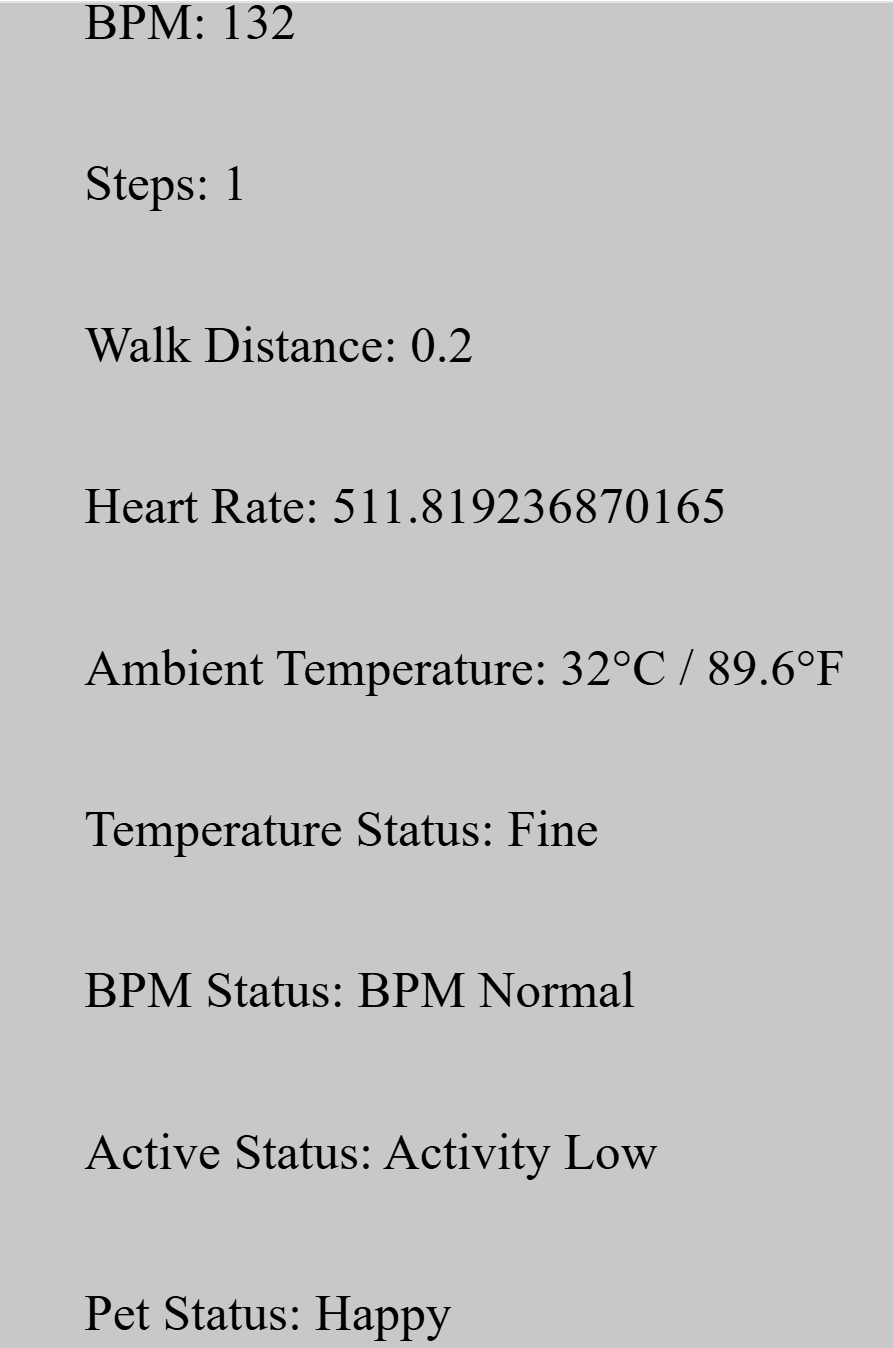 BPM: 132
Steps: 1
Walk Distance: 0.2
Heart Rate: 511.819236870165
Ambient Temperature: 32°C / 89.6°F
Temperature Status: Fine
BPM Status: BPM Normal
Active Status: Activity Low
Pet Status: Happy